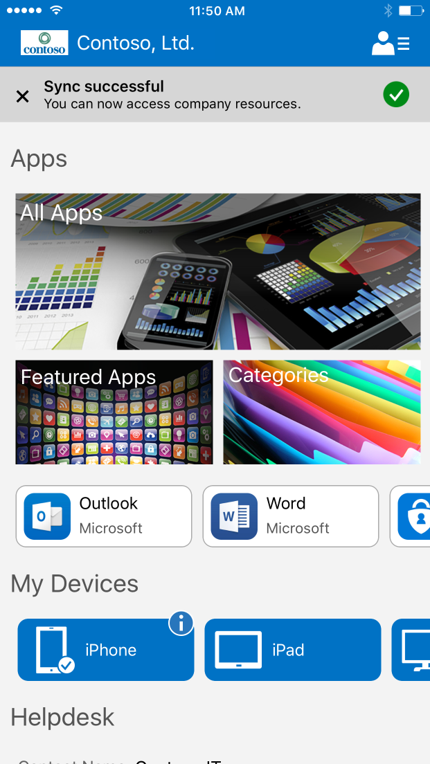 11:50 AM
contoso
Contoso, Ltd.
Sync successful
You can now access company resources.
Apps
All Apps
Featured Apps
Categories
Outlook
Microsoft
Word
Microsoft
My Devices
iPhone
iPad
Helpdesk